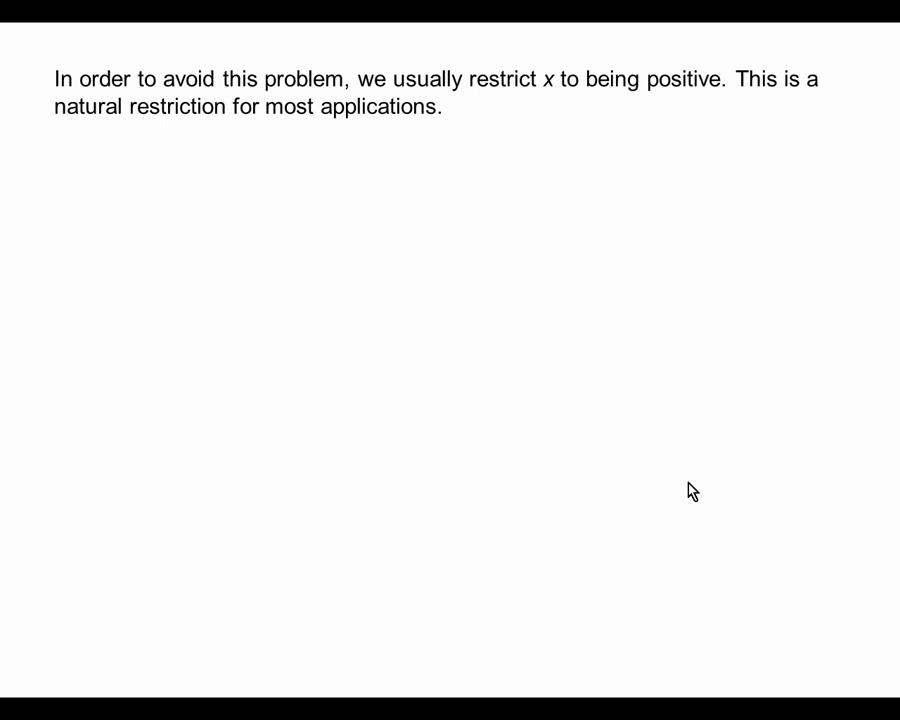 In order to avoid this problem, we usually restrict x to being positive. This is a
natural restriction for most applications.